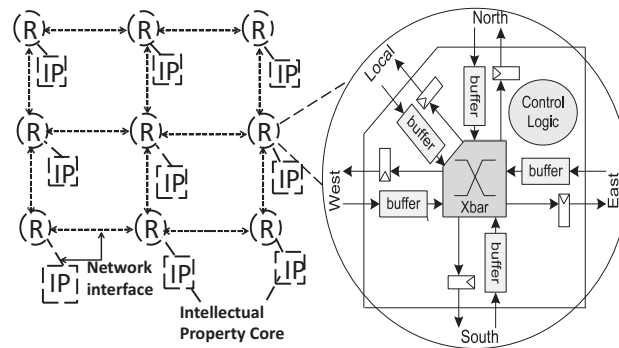 R R R
IP IP IP
R R R
IP IP IP
R R R
IP IP IP
Network
interface
Intellectual
Property Core
North
Local
buffer
buffer
Control
Logic
West
buffer
East
buffer
Xbar
buffer
South